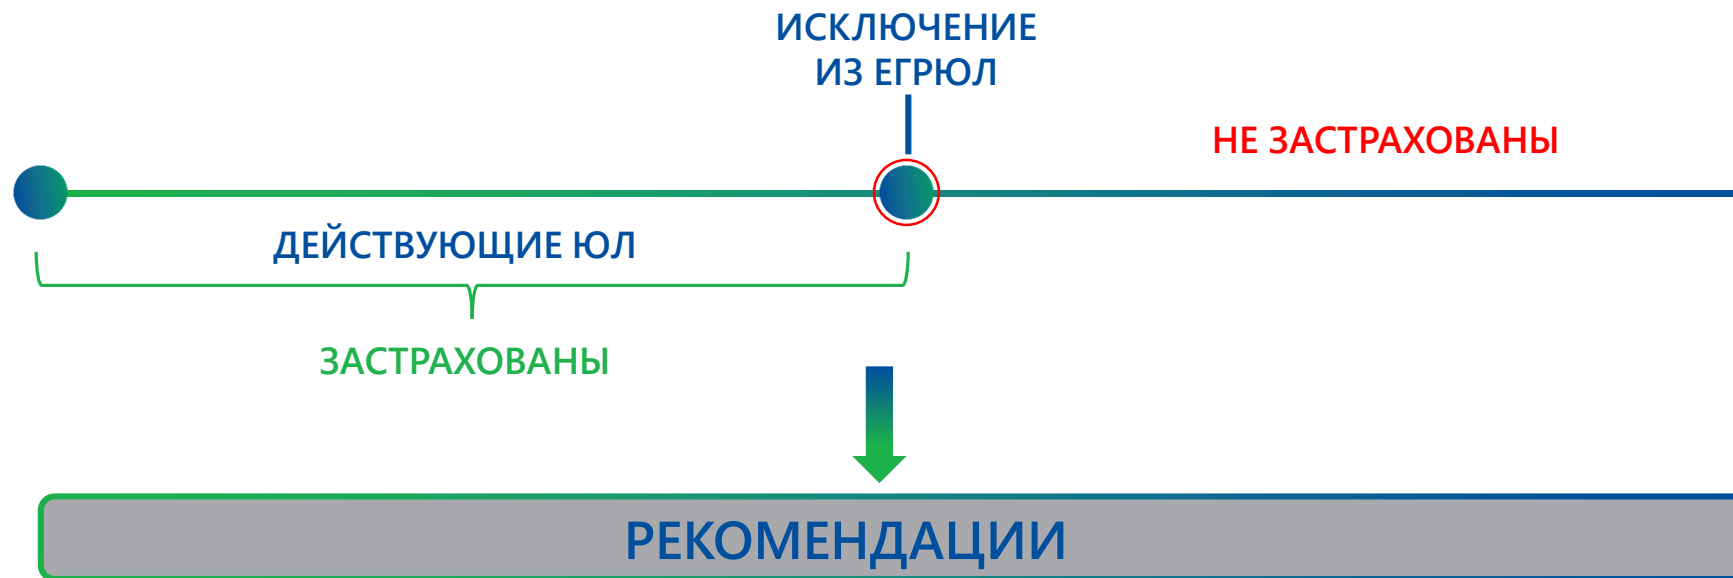 ИСКЛЮЧЕНИЕ
ИЗ ЕГРЮЛ
НЕ ЗАСТРАХОВАНЫ
ДЕЙСТВУЮЩИЕ ЮЛ
ЗАСТРАХОВАНЫ
РЕКОМЕНДАЦИИ